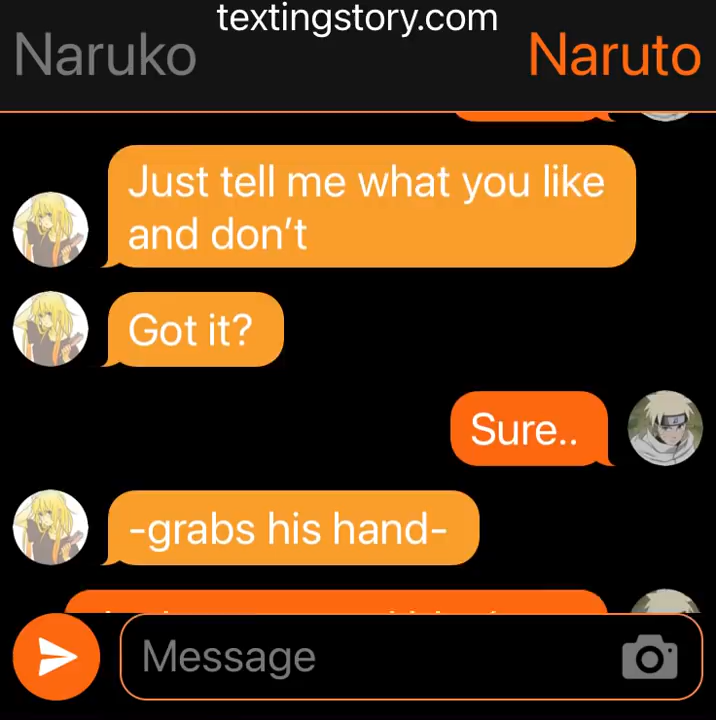 textingstory.com
Naruko
Naruto
Just tell me what you like
and don’t
Got it?
Sure..
-grabs his hand-
Message